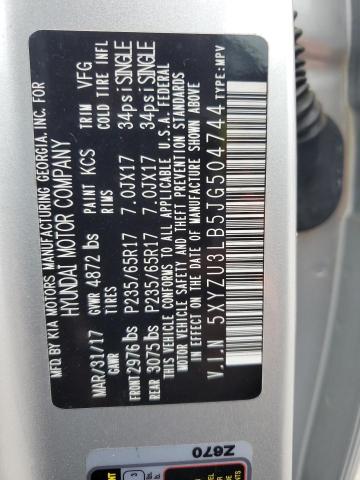 MFD BY KIA MOTORS MANUFACTURING GEORGIA, INC. FOR
HYUNDAI MOTOR COMPANY
MAR/31/17 GVWR 4872 lbs PAINT KCS TRIM VFG
GAWR TIRES RIMS COLD TIRE INFL
FRONT 2976 lbs P235/65R17 7.0JX17 34psi SINGLE
REAR 3075 lbs P235/65R17 7.0JX17 34psi SINGLE
THIS VEHICLE CONFORMS TO ALL APPLICABLE U.S.A. FEDERAL
MOTOR VEHICLE SAFETY AND THEFT PREVENTION STANDARDS
IN EFFECT ON THE DATE OF MANUFACTURE SHOWN ABOVE.
V.I.N 5XYZU3LB5JG504744 TYPE:MPV
Z670